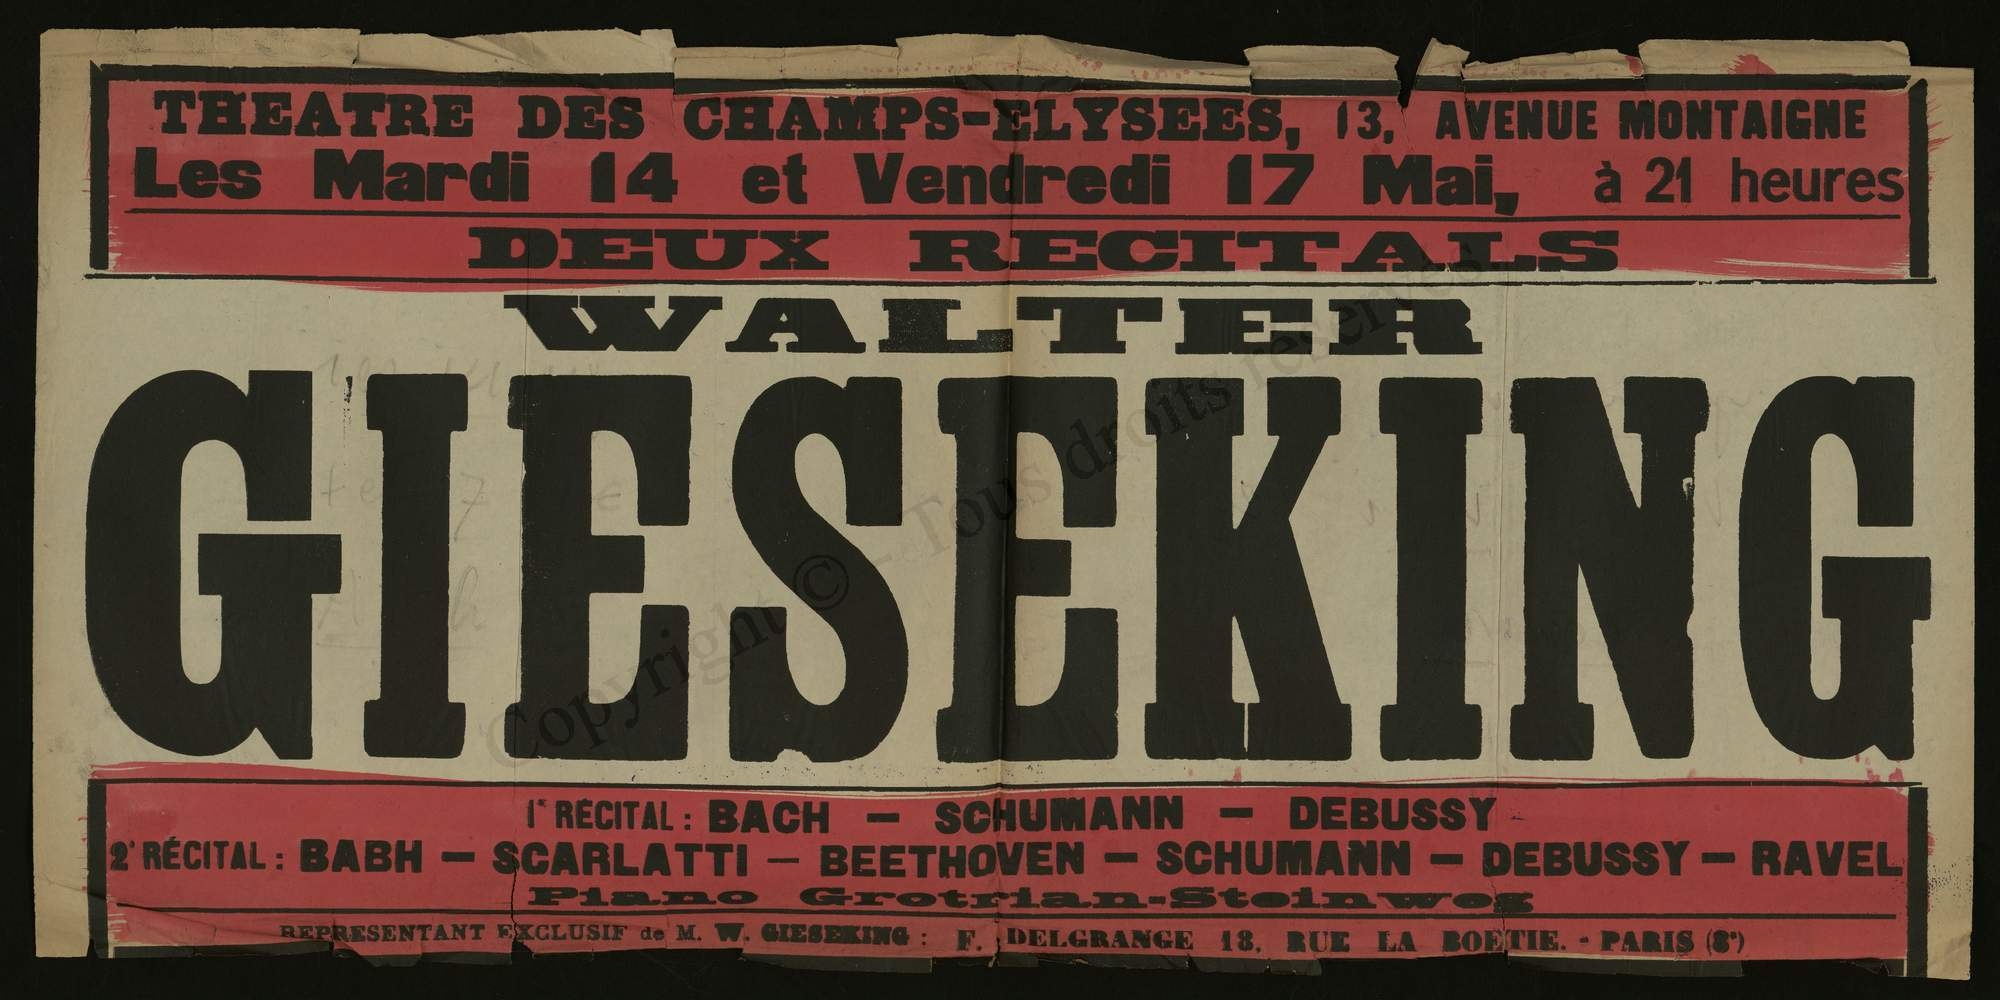 THEATRE DES CHAMPS-ELYSEES, 13, AVENUE MONTAIGNE
Les Mardi 14 et Vendredi 17 Mai, à 21 heures
DEUX RECITALS
WALTER
GIESEKING
1er RÉCITAL : BACH — SCHUMANN — DEBUSSY
2e RÉCITAL : BABH — SCARLATTI — BEETHOVEN — SCHUMANN — DEBUSSY — RAVEL
Piano Grotrian-Steinweg
REPRESENTANT EXCLUSIF de M. W. GIESEKING : F. DELGRANGE 18, RUE LA BOETIE. - PARIS (8e)
Copyright © - Tous droits réservés